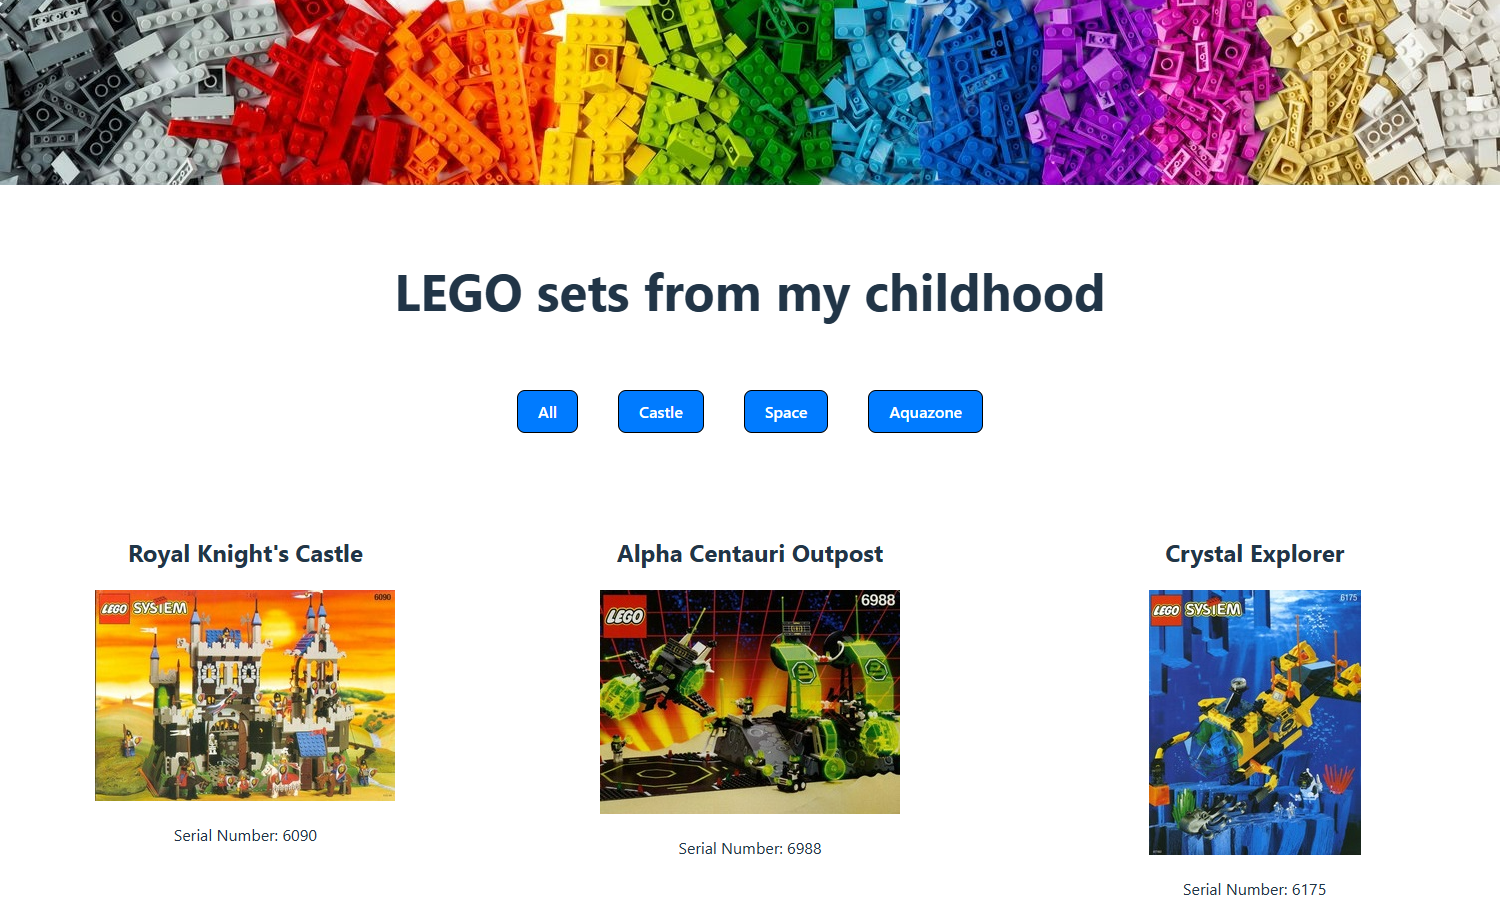 LEGO sets from my childhood
All
Castle
Space
Aquazone
Royal Knight's Castle
LEGO SYSTEM
6090
Serial Number: 6090
Alpha Centauri Outpost
LEGO
6988
Serial Number: 6988
Crystal Explorer
LEGO SYSTEM
6175
Serial Number: 6175